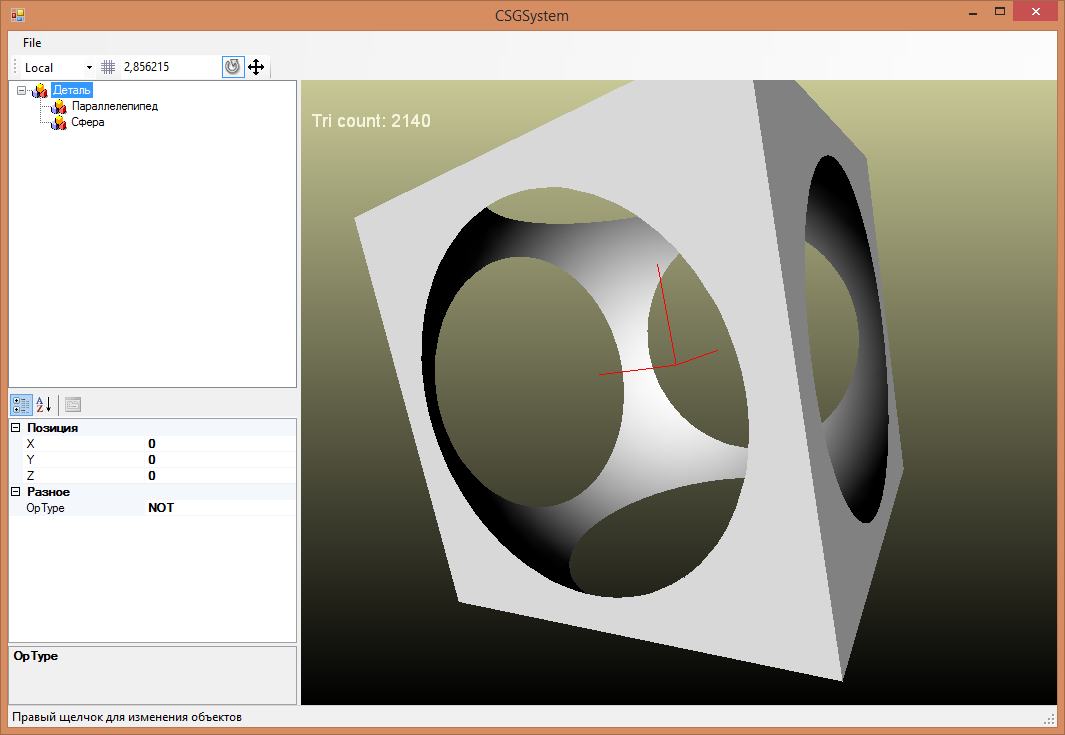 CSGSystem
File
Local 2,856215
Деталь
Параллелепипед
Сфера
Tri count: 2140
A
Z
Позиция
X 0
Y 0
Z 0
Разное
OpType NOT
OpType
Правый щелчок для изменения объектов